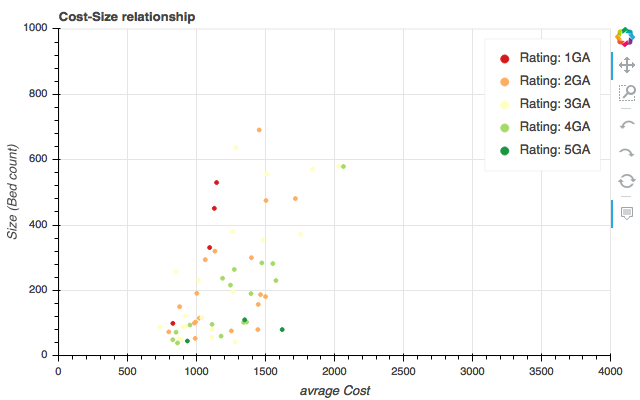 Cost-Size relationship
1000
800
600
400
200
0
Size (Bed count)
Rating: 1GA
Rating: 2GA
Rating: 3GA
Rating: 4GA
Rating: 5GA
0 500 1000 1500 2000 2500 3000 3500 4000
avrage Cost